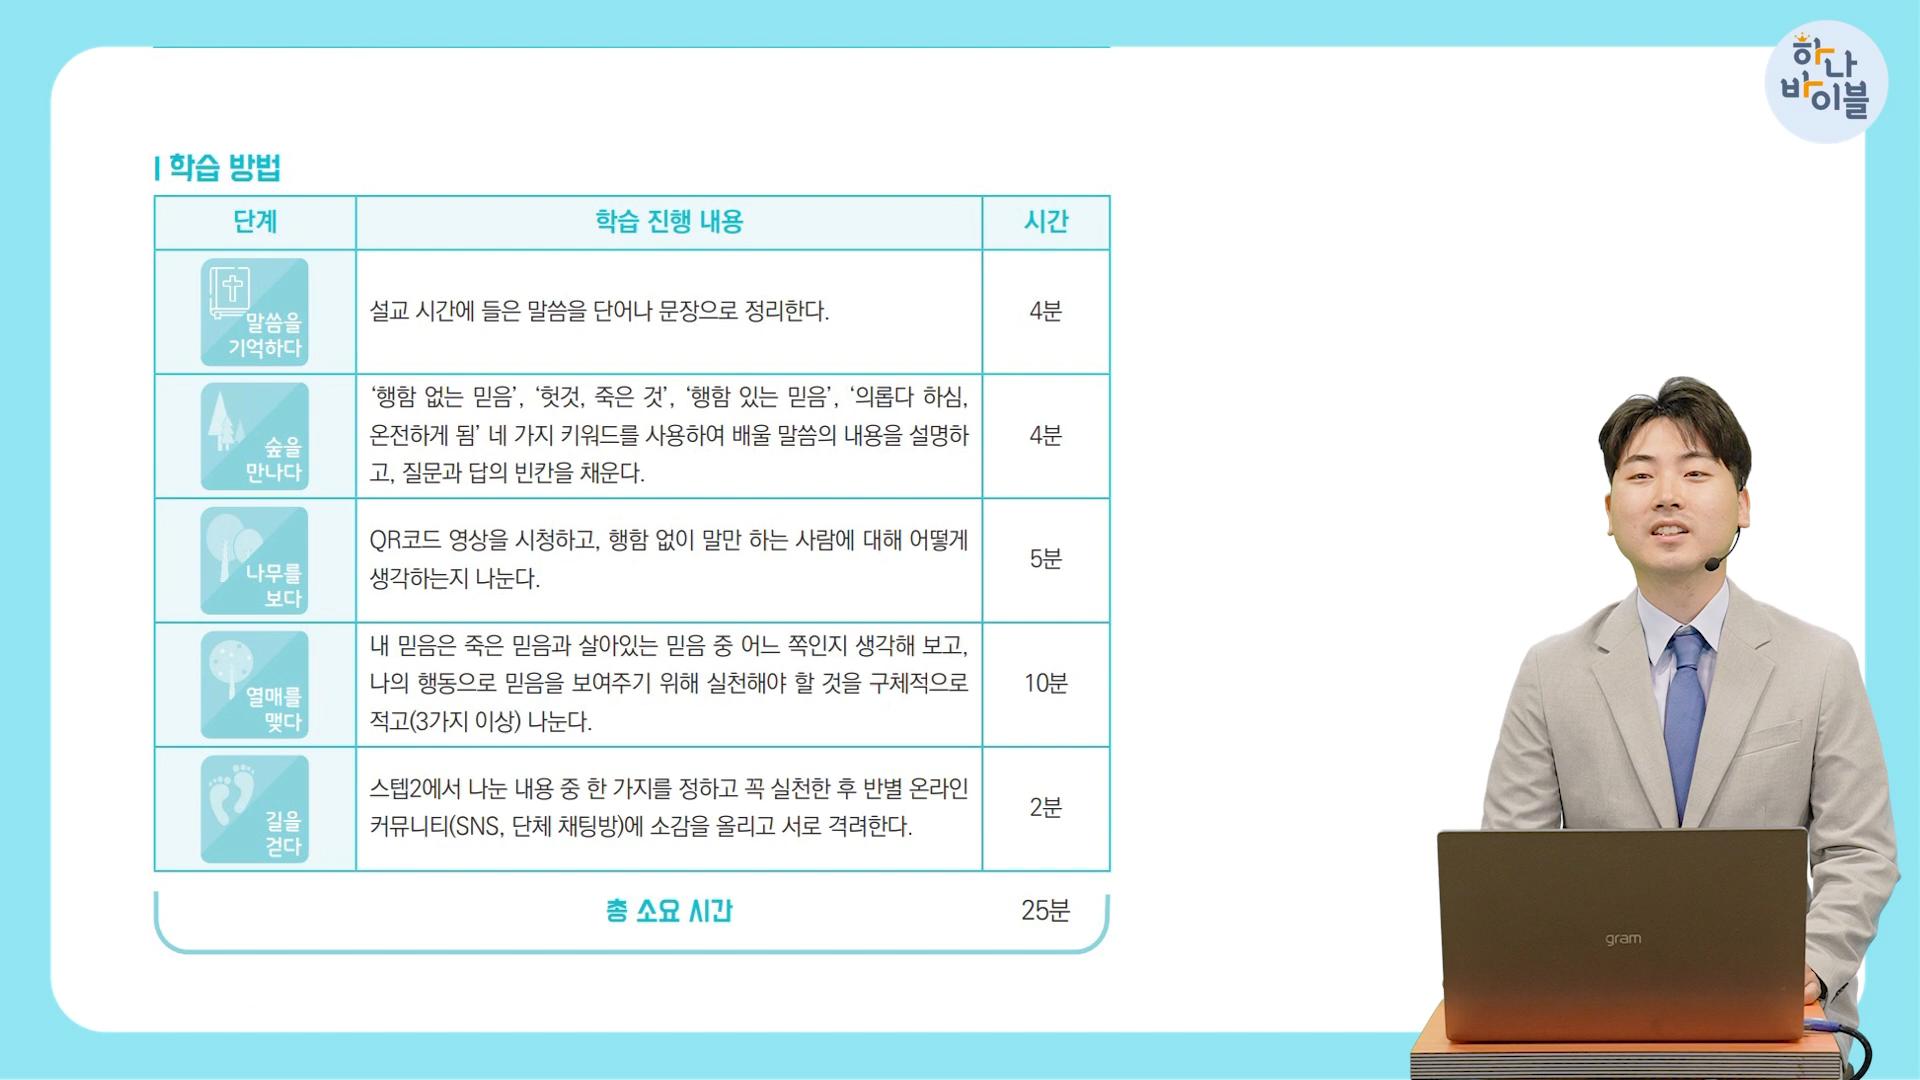 하나
바이블
학습 방법
단계 학습 진행 내용 시간
말씀을
기억하다
설교 시간에 들은 말씀을 단어나 문장으로 정리한다.
4분
숲을
만나다
‘행함 없는 믿음’, ‘헛것, 죽은 것’, ‘행함 있는 믿음’, ‘의롭다 하심,
온전하게 됨’ 네 가지 키워드를 사용하여 배울 말씀의 내용을 설명하
고, 질문과 답의 빈칸을 채운다.
4분
나무를
보다
QR코드 영상을 시청하고, 행함 없이 말만 하는 사람에 대해 어떻게
생각하는지 나눈다.
5분
열매를
맺다
내 믿음은 죽은 믿음과 살아있는 믿음 중 어느 쪽인지 생각해 보고,
나의 행동으로 믿음을 보여주기 위해 실천해야 할 것을 구체적으로
적고(3가지 이상) 나눈다.
10분
길을
걷다
스텝2에서 나눈 내용 중 한 가지를 정하고 꼭 실천한 후 반별 온라인
커뮤니티(SNS, 단체 채팅방)에 소감을 올리고 서로 격려한다.
2분
총 소요 시간 25분
gram